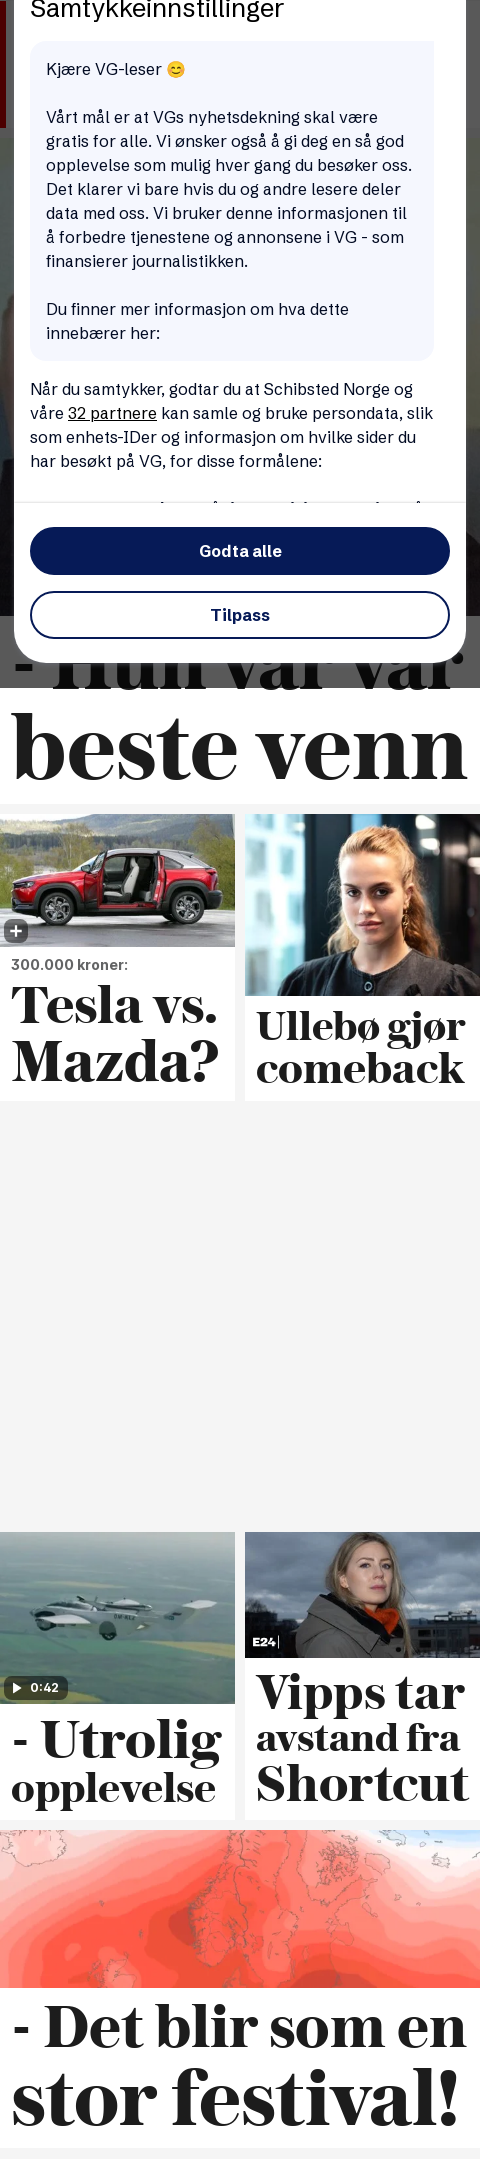 Samtykkeinnstillinger
Kjære VG-leser 😊
Vårt mål er at VGs nyhetsdekning skal være
gratis for alle. Vi ønsker også å gi deg en så god
opplevelse som mulig hver gang du besøker oss.
Det klarer vi bare hvis du og andre lesere deler
data med oss. Vi bruker denne informasjonen til
å forbedre tjenestene og annonsene i VG - som
finansierer journalistikken.
Du finner mer informasjon om hva dette
innebærer her:
Når du samtykker, godtar du at Schibsted Norge og
våre 32 partnere kan samle og bruke persondata, slik
som enhets-IDer og informasjon om hvilke sider du
har besøkt på VG, for disse formålene:
Godta alle
Tilpass
- Hun var vår
beste venn
300.000 kroner:
Tesla vs.
Mazda?
Ullebø gjør
comeback
0:42
- Utrolig
opplevelse
E24
Vipps tar
avstand fra
Shortcut
- Det blir som en
stor festival!